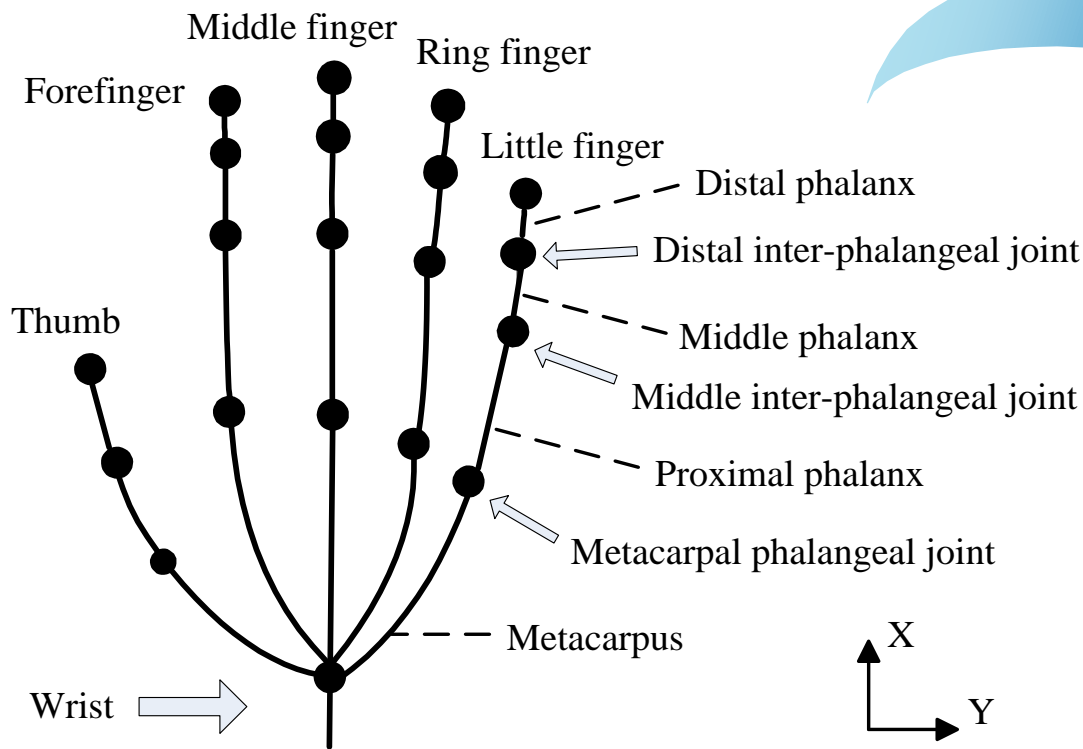 Middle finger
Ring finger
Forefinger
Little finger
Distal phalanx
Distal inter-phalangeal joint
Thumb
Middle phalanx
Middle inter-phalangeal joint
Proximal phalanx
Metacarpal phalangeal joint
Metacarpus
X
Wrist
Y